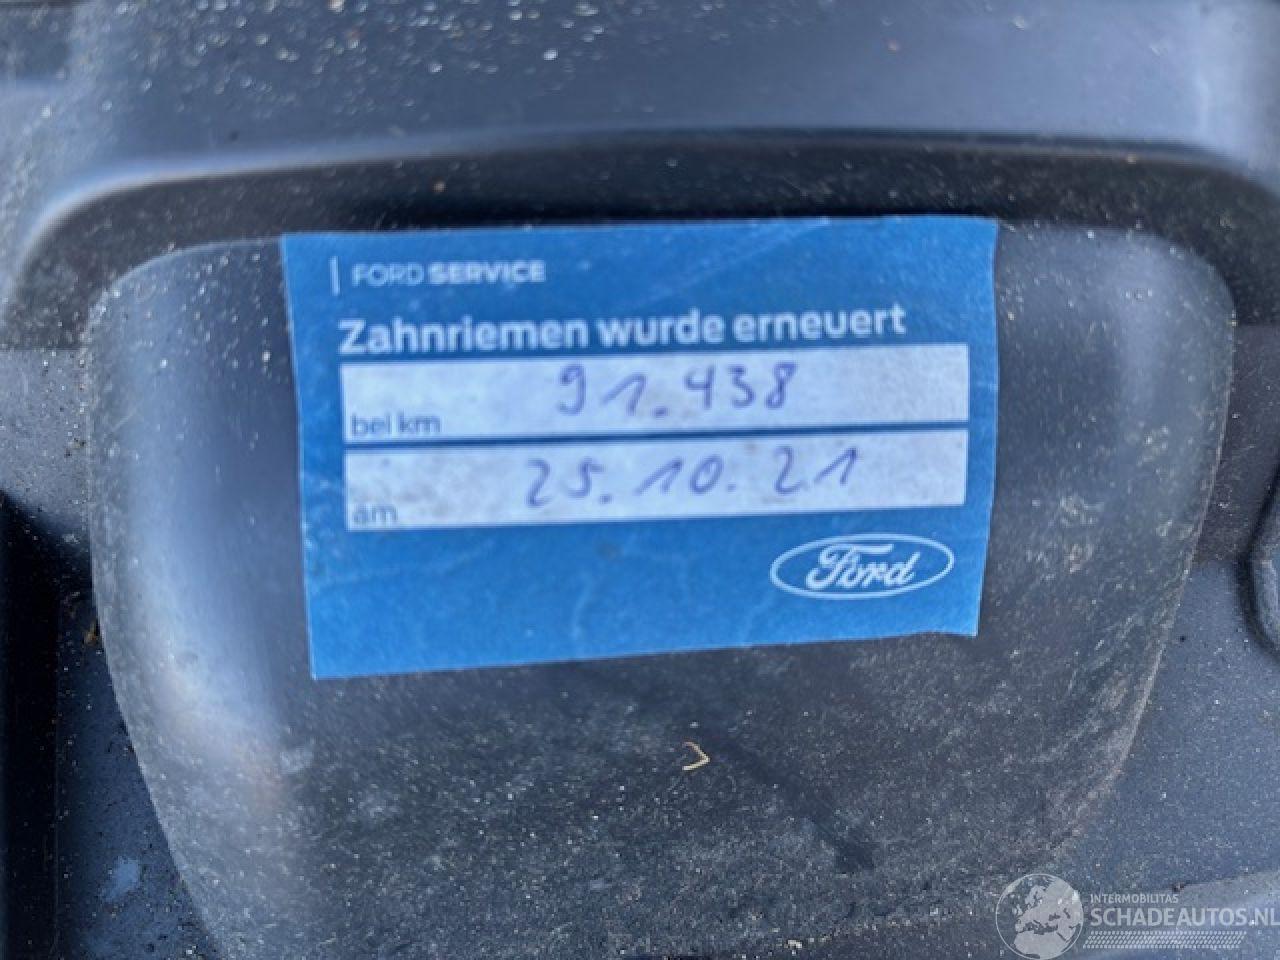 FORD SERVICE
Zahnriemen wurde erneuert
bei km 91.438
am 25.10.21
Ford
INTERMOBILITAS
SCHADEAUTOS.NL